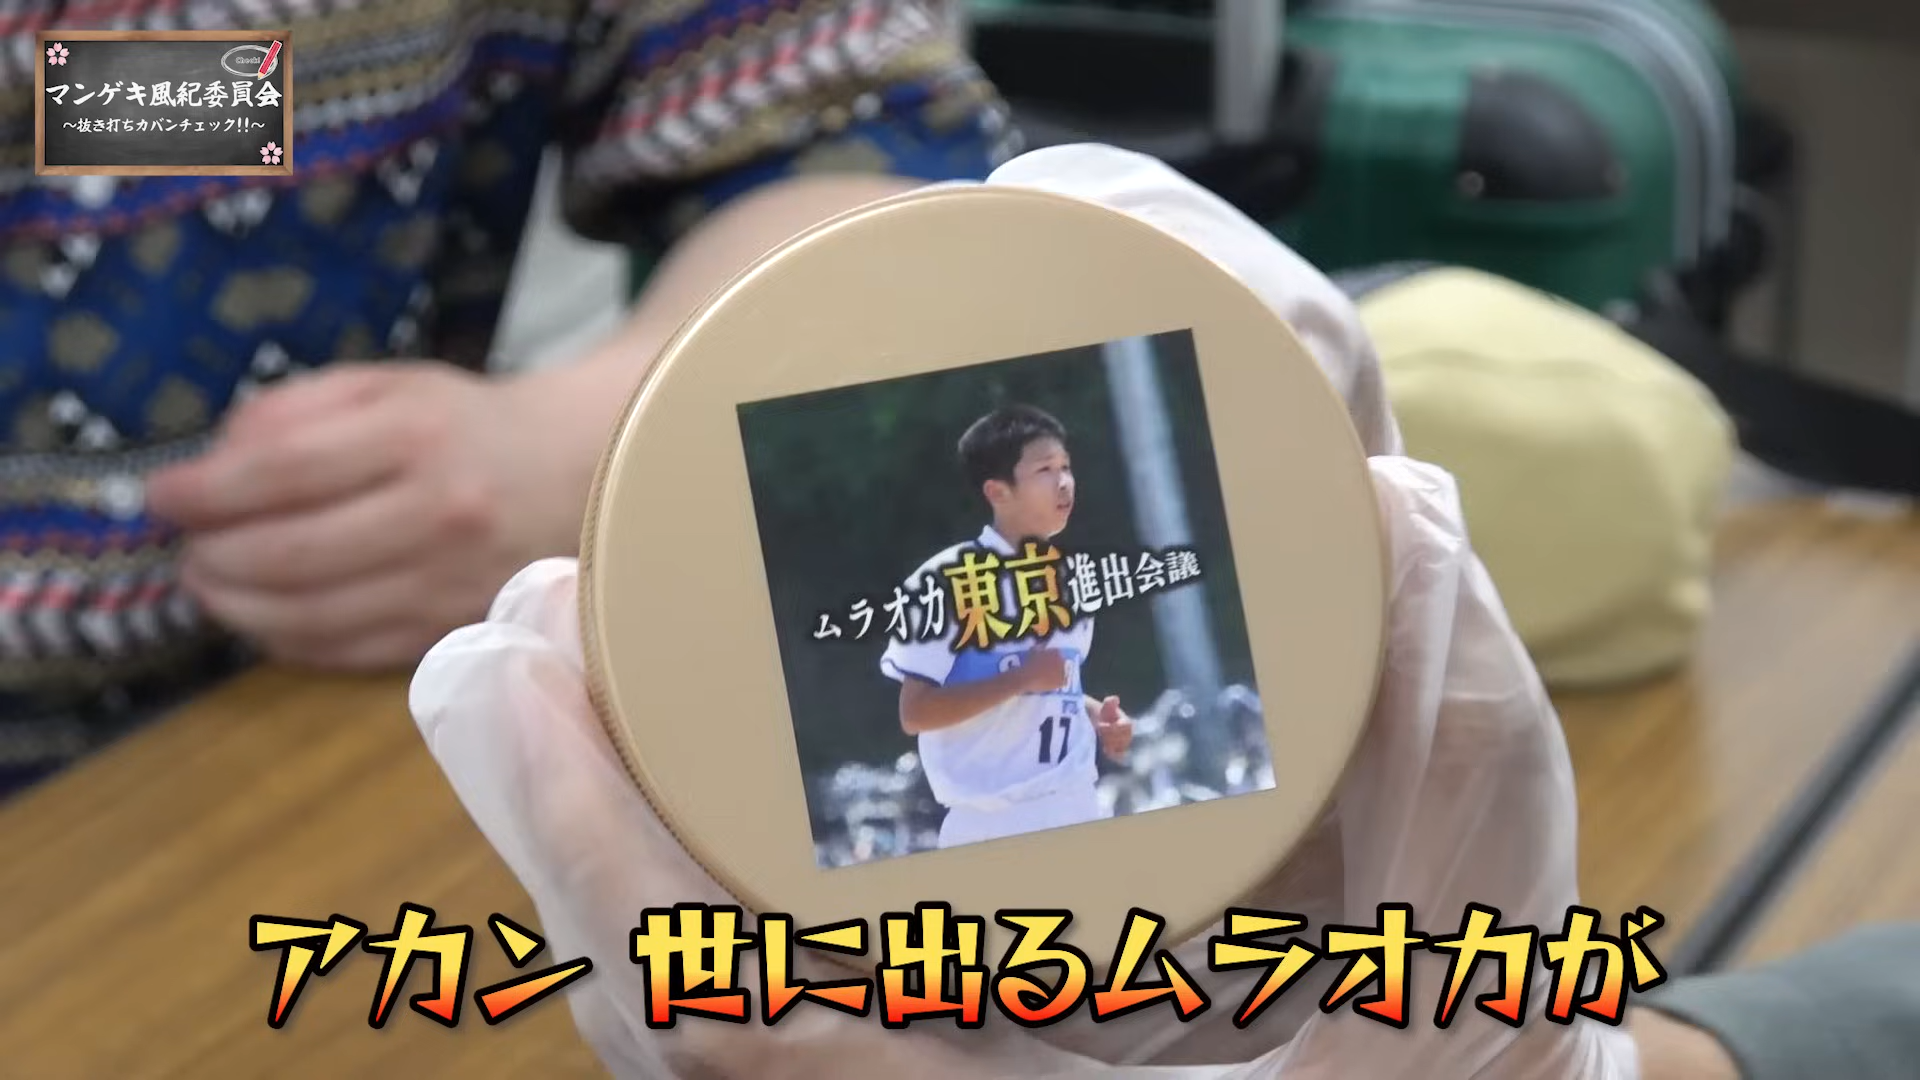 Check!
マンゲキ風紀委員会
～抜き打ちカバンチェック!!～
ムラオカ東京進出会議
17
アカン 世に出るムラオカが